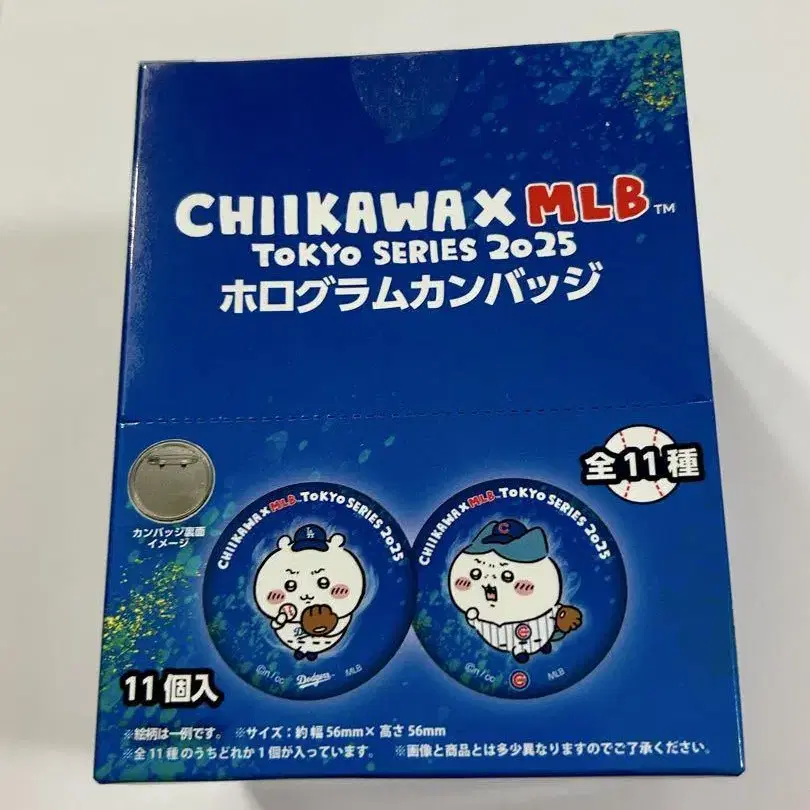 CHIIKAWA X MLB™
TOKYO SERIES 2025
ホログラムカンバッジ
全11種
カンバッジ裏面
イメージ
CHIIKAWA X MLB TOKYO SERIES 2025
LA
Dodgers
©n/cc Dodgers MLB
CHIIKAWA X MLB TOKYO SERIES 2025
C
C
©n/cc C MLB
11個入
※絵柄は一例です。 ※サイズ：約 幅56mm× 高さ56mm
※全11種のうちどれか1個が入っています。 ※画像と商品とは多少異なりますのでご了承ください。